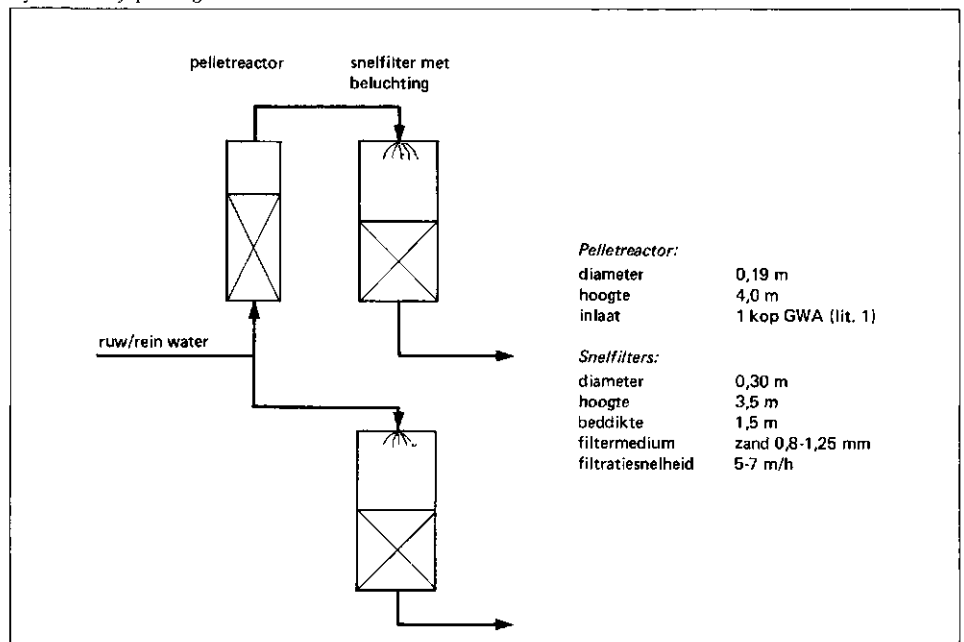 pelletreactor
snelfilter met
beluchting
ruw/rein water
Pelletreactor:
diameter 0,19 m
hoogte 4,0 m
inlaat 1 kop GWA (lit. 1)
Snelfilters:
diameter 0,30 m
hoogte 3,5 m
beddikte 1,5 m
filtermedium zand 0,8-1,25 mm
filtratiesnelheid 5-7 m/h